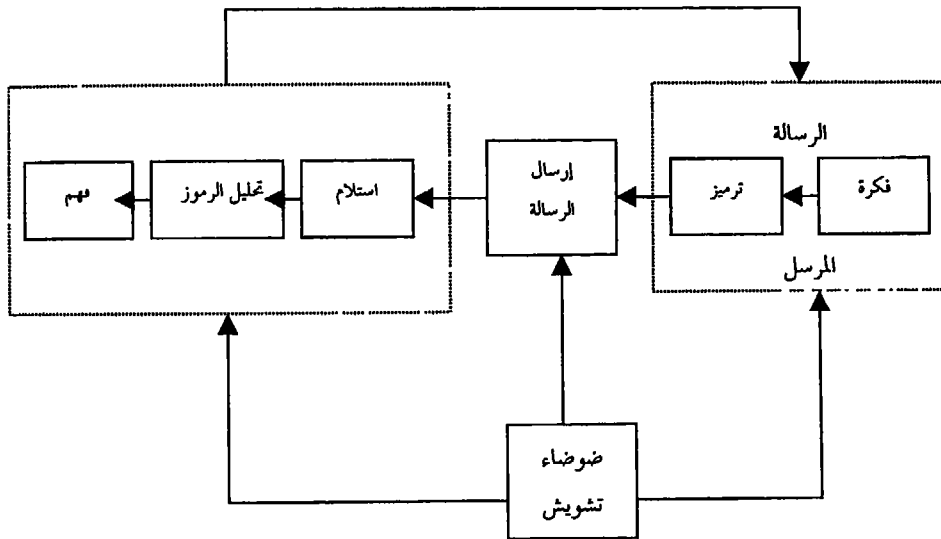 الرسالة
فكرة
ترميز
المرسل
إرسال
الرسالة
استلام
تحليل الرموز
فهم
ضوضاء
تشويش